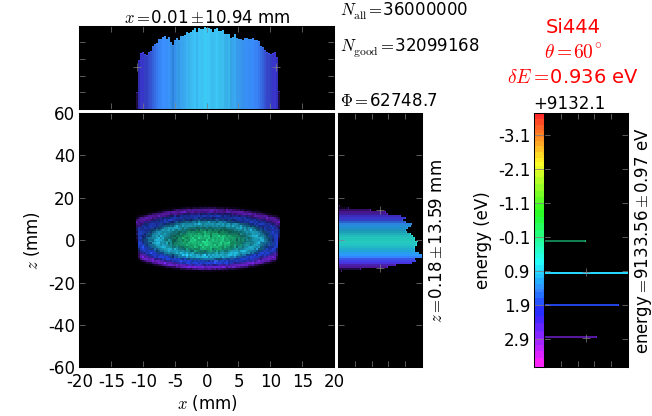 x=0.01±10.94 mm
N_all=36000000
N_good=32099168
Φ=62748.7
Si444
θ=60°
δE=0.936 eV
+9132.1
60
40
20
0
-20
-40
-60
z (mm)
-20 -15 -10 -5 0 5 10 15 20
x (mm)
z=0.18±13.59 mm
energy (eV)
-3.1
-2.1
-1.1
-0.1
0.9
1.9
2.9
energy=9133.56±0.97 eV